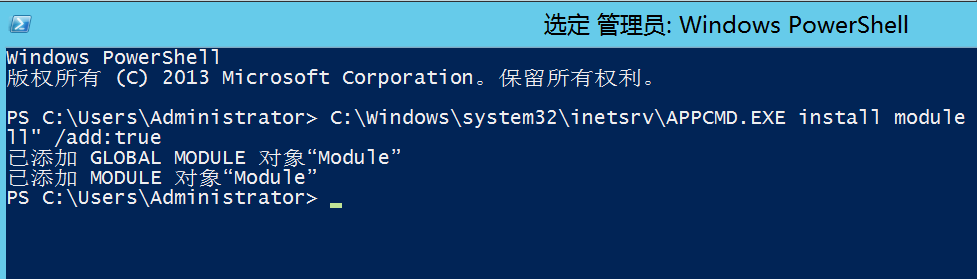 选定 管理员: Windows PowerShell
Windows PowerShell
版权所有 (C) 2013 Microsoft Corporation。保留所有权利。
PS C:\Users\Administrator> C:\Windows\system32\inetsrv\APPCMD.EXE install module
ll" /add:true
已添加 GLOBAL MODULE 对象“Module”
已添加 MODULE 对象“Module”
PS C:\Users\Administrator>